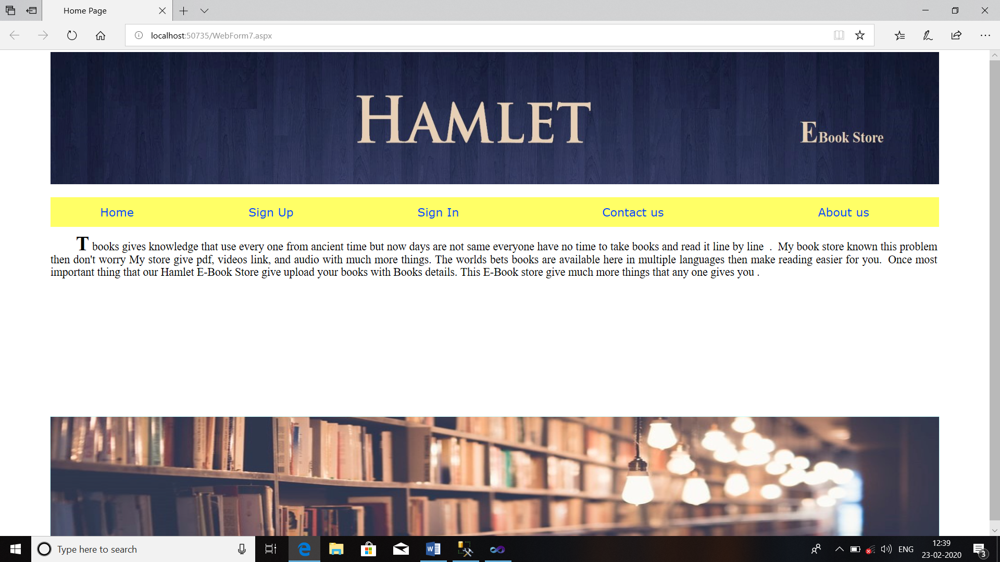 Home Page
localhost:50735/WebForm7.aspx
HAMLET
E Book Store
Home Sign Up Sign In Contact us About us
T books gives knowledge that use every one from ancient time but now days are not same everyone have no time to take books and read it line by line . My book store known this problem
then don't worry My store give pdf, videos link, and audio with much more things. The worlds bets books are available here in multiple languages then make reading easier for you. Once most
important thing that our Hamlet E-Book Store give upload your books with Books details. This E-Book store give much more things that any one gives you .
Type here to search
ENG
12:39
23-02-2020
3